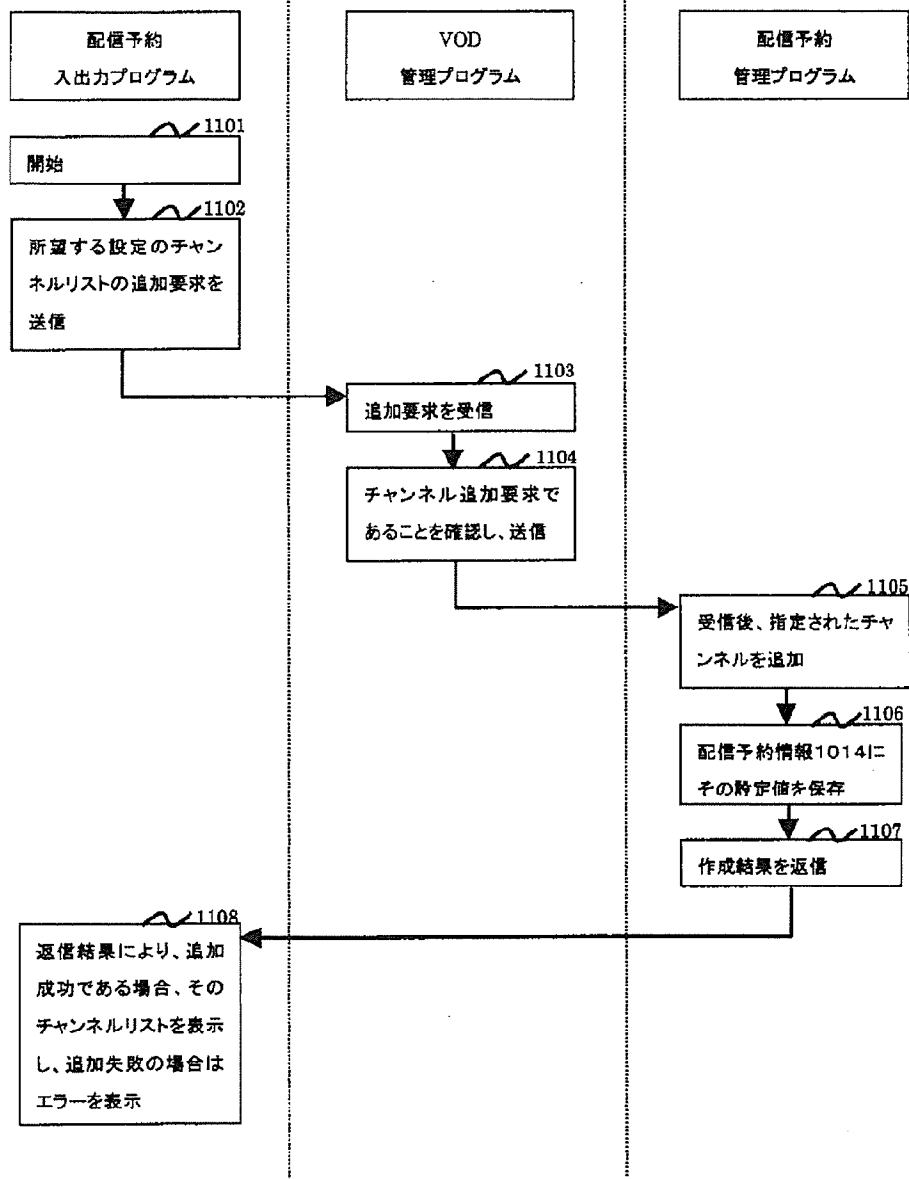 配信予約
入出力プログラム
VOD
管理プログラム
配信予約
管理プログラム
1101
開始
1102
所望する設定のチャン
ネルリストの追加要求を
送信
1103
追加要求を受信
1104
チャンネル追加要求で
あることを確認し、送信
1105
受信後、指定されたチャ
ンネルを追加
1106
配信予約情報1014に
その設定値を保存
1107
作成結果を返信
1108
返信結果により、追加
成功である場合、その
チャンネルリストを表示
し、追加失敗の場合は
エラーを表示